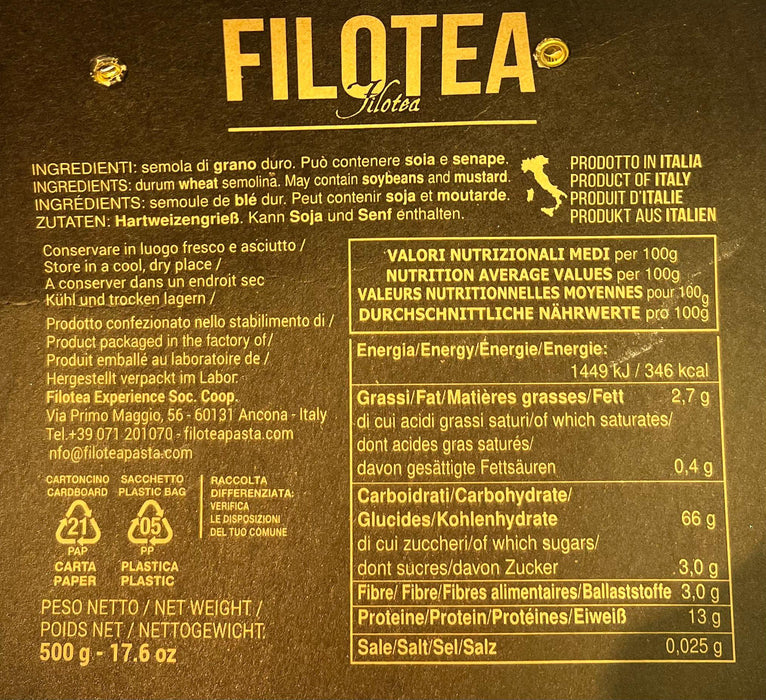 FILOTEA
Filotea
INGREDIENTI: semola di grano duro. Può contenere soia e senape.
INGREDIENTS: durum wheat semolina. May contain soybeans and mustard.
INGRÉDIENTS: semoule de blé dur. Peut contenir soja et moutarde.
ZUTATEN: Hartweizengrieß. Kann Soja und Senf enthalten.
PRODOTTO IN ITALIA
PRODUCT OF ITALY
PRODUIT D'ITALIE
PRODUKT AUS ITALIEN
Conservare in luogo fresco e asciutto /
Store in a cool, dry place /
A conserver dans un endroit sec
Kühl und trocken lagern /
Prodotto confezionato nello stabilimento di /
Product packaged in the factory of/
Produit emballé au laboratoire de /
Hergestellt verpackt im Labor:
Filotea Experience Soc. Coop.
Via Primo Maggio, 56 - 60131 Ancona - Italy
Tel.+39 071 201070 - filoteapasta.com
nfo@filoteapasta.com
CARTONCINO
CARDBOARD
21
PAP
CARTA
PAPER
SACCHETTO
PLASTIC BAG
05
PP
PLASTICA
PLASTIC
RACCOLTA
DIFFERENZIATA:
VERIFICA
LE DISPOSIZIONI
DEL TUO COMUNE
PESO NETTO / NET WEIGHT /
POIDS NET / NETTOGEWICHT:
500 g - 17.6 oz
VALORI NUTRIZIONALI MEDI per 100g
NUTRITION AVERAGE VALUES per 100g
VALEURS NUTRITIONNELLES MOYENNES pour 100g
DURCHSCHNITTLICHE NÄHRWERTE pro 100g
Energia/Energy/Énergie/Energie:
1449 kJ / 346 kcal
Grassi/Fat/Matières grasses/Fett 2,7 g
di cui acidi grassi saturi/of which saturates/
dont acides gras saturés/
davon gesättigte Fettsäuren 0,4 g
Carboidrati/Carbohydrate/
Glucides/Kohlenhydrate 66 g
di cui zuccheri/of which sugars/
dont sucres/davon Zucker 3,0 g
Fibre/ Fibre/Fibres alimentaires/Ballaststoffe 3,0 g
Proteine/Protein/Protéines/Eiweiß 13 g
Sale/Salt/Sel/Salz 0,025 g